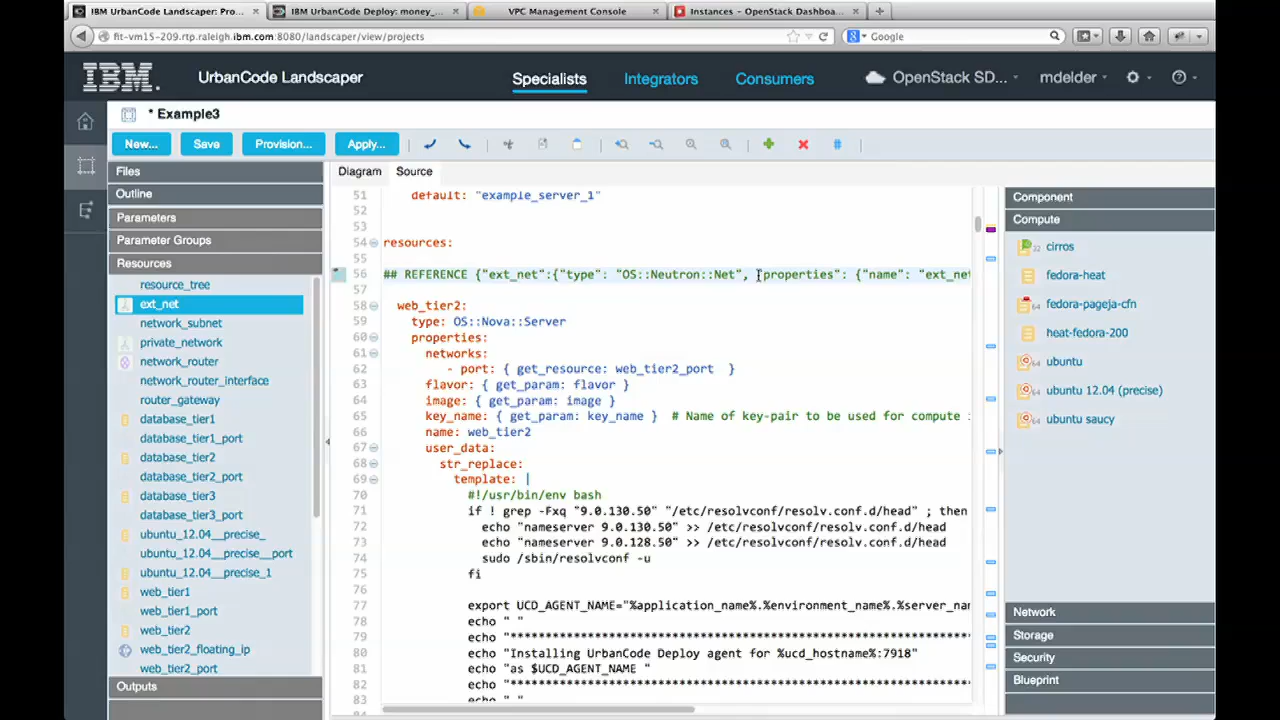 IBM UrbanCode Landscaper: Pro... × IBM UrbanCode Deploy: money_... × VPC Management Console × Instances - OpenStack Dashboa... × +
fit-vm15-209.rtp.raleigh.ibm.com:8080/landscaper/view/projects Google
IBM. UrbanCode Landscaper Specialists Integrators Consumers OpenStack SD... mdelder
* Example3
New... Save Provision... Apply...
Files
Outline
Parameters
Parameter Groups
Resources
resource_tree
ext_net
network_subnet
private_network
network_router
network_router_interface
router_gateway
database_tier1
database_tier1_port
database_tier2
database_tier2_port
database_tier3
database_tier3_port
ubuntu_12.04__precise_
ubuntu_12.04__precise__port
ubuntu_12.04__precise_1
web_tier1
web_tier1_port
web_tier2
web_tier2_floating_ip
web_tier2_port
Outputs
Diagram Source
51 default: "example_server_1"
52
53
54 resources:
55
56 ## REFERENCE {"ext_net":{"type": "OS::Neutron::Net", "properties": {"name": "ext_net
57
58 web_tier2:
59 type: OS::Nova::Server
60 properties:
61 networks:
62 - port: { get_resource: web_tier2_port }
63 flavor: { get_param: flavor }
64 image: { get_param: image }
65 key_name: { get_param: key_name } # Name of key-pair to be used for compute
66 name: web_tier2
67 user_data:
68 str_replace:
69 template: |
70 #!/usr/bin/env bash
71 if ! grep -Fxq "9.0.130.50" "/etc/resolvconf/resolv.conf.d/head" ; then
72 echo "nameserver 9.0.130.50" >> /etc/resolvconf/resolv.conf.d/head
73 echo "nameserver 9.0.128.50" >> /etc/resolvconf/resolv.conf.d/head
74 sudo /sbin/resolvconf -u
75 fi
76
77 export UCD_AGENT_NAME="%application_name%.%environment_name%.%server_na
78 echo " "
79 echo "*************************************************
80 echo "Installing UrbanCode Deploy agent for %ucd_hostname%:7918"
81 echo "as $UCD_AGENT_NAME "
82 echo "*************************************************
83 echo " "
Component
Compute
32 cirros
fedora-heat
64 fedora-pageja-cfn
heat-fedora-200
64 ubuntu
64 ubuntu 12.04 (precise)
64 ubuntu saucy
Network
Storage
Security
Blueprint